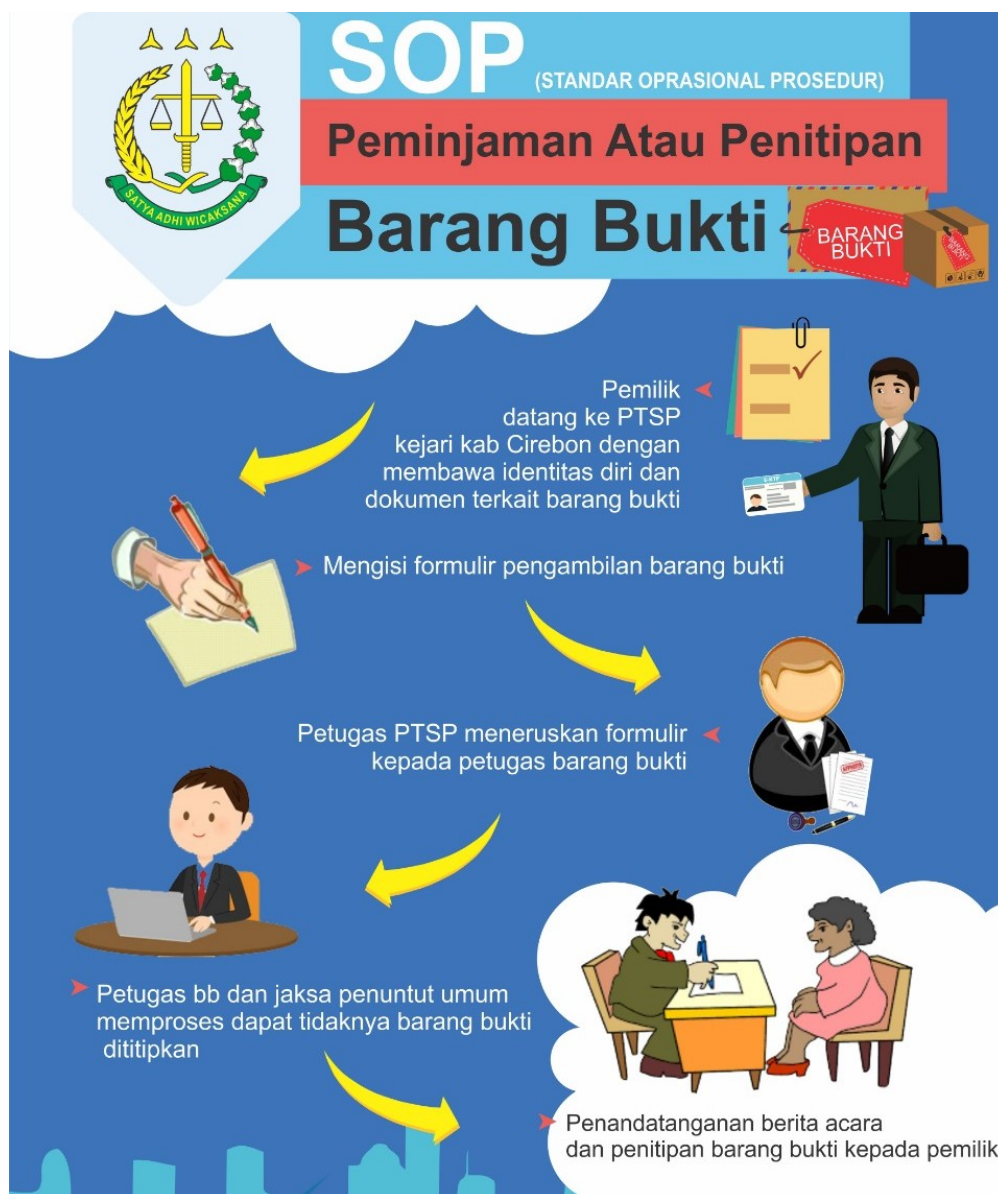 SATYA ADHI WICAKSANA
SOP (STANDAR OPRASIONAL PROSEDUR)
Peminjaman Atau Penitipan
Barang Bukti
BARANG
BUKTI
BARANG
BUKTI
Pemilik
datang ke PTSP
kejari kab Cirebon dengan
membawa identitas diri dan
dokumen terkait barang bukti
Mengisi formulir pengambilan barang bukti
Petugas PTSP meneruskan formulir
kepada petugas barang bukti
Petugas bb dan jaksa penuntut umum
memproses dapat tidaknya barang bukti
dititipkan
Penandatanganan berita acara
dan penitipan barang bukti kepada pemilik